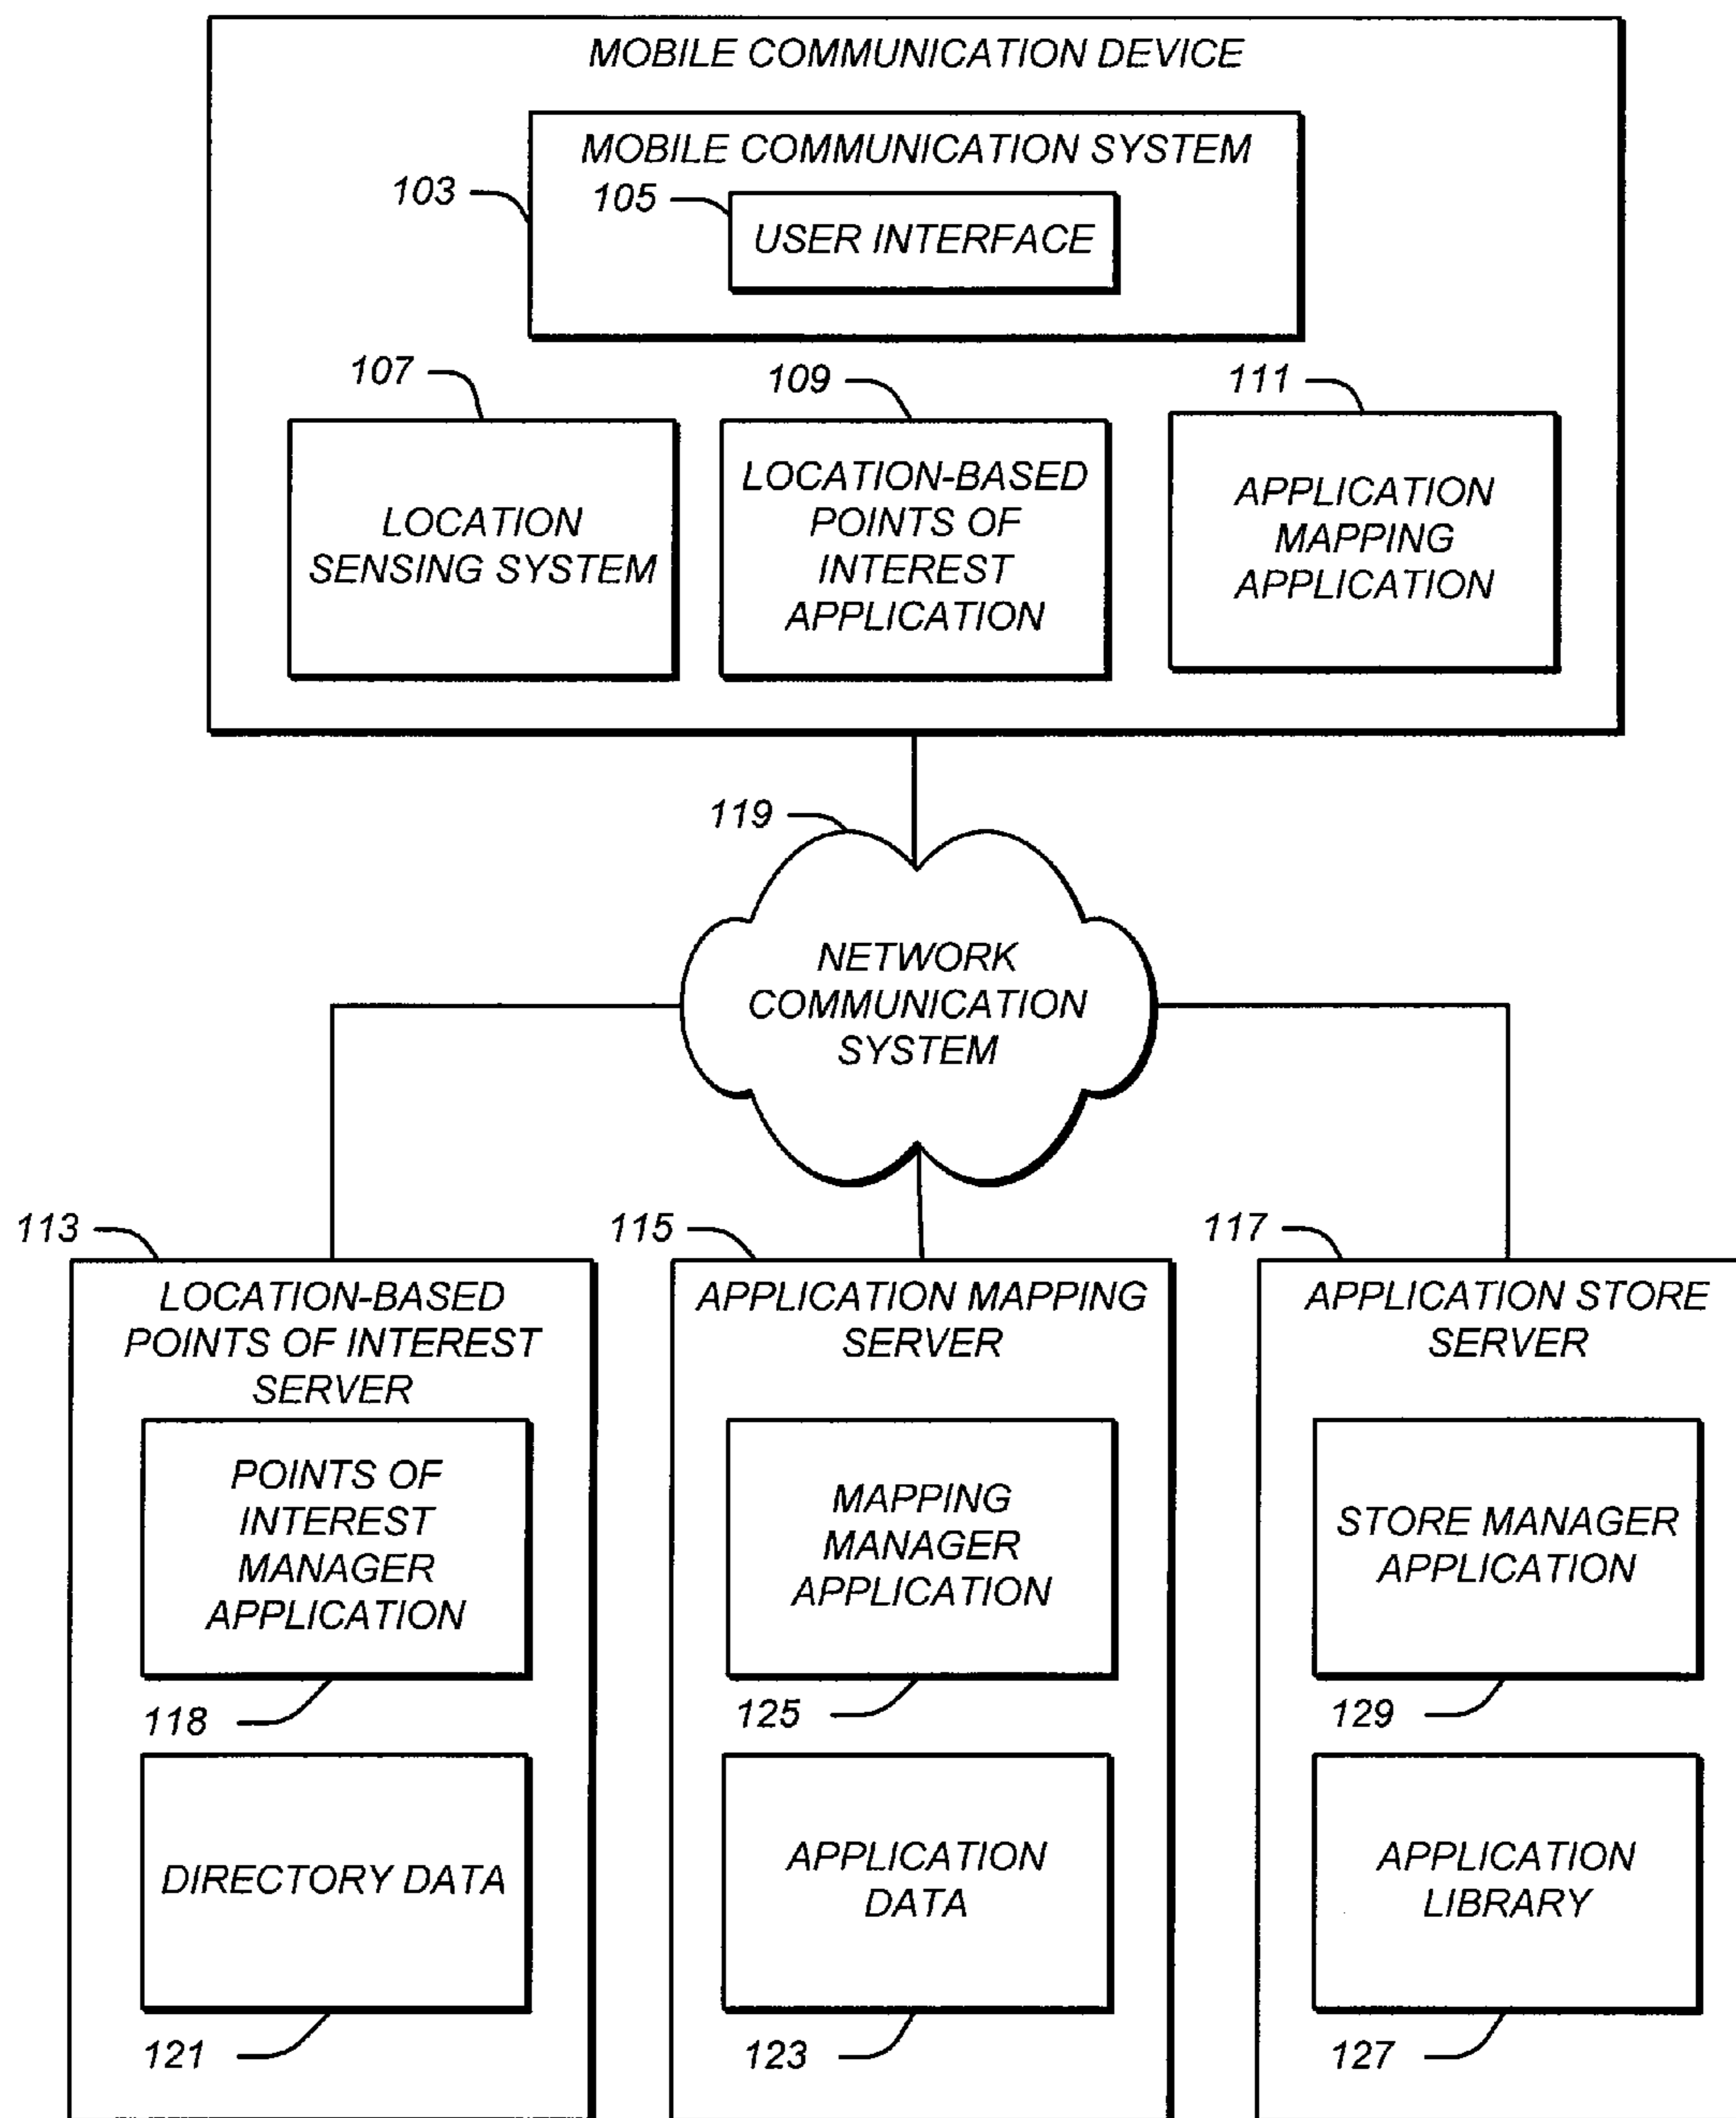 MOBILE COMMUNICATION DEVICE
MOBILE COMMUNICATION SYSTEM
103
105
USER INTERFACE
107
109
111
LOCATION
SENSING SYSTEM
LOCATION-BASED
POINTS OF
INTEREST
APPLICATION
APPLICATION
MAPPING
APPLICATION
119
NETWORK
COMMUNICATION
SYSTEM
113
115
117
LOCATION-BASED
POINTS OF INTEREST
SERVER
POINTS OF
INTEREST
MANAGER
APPLICATION
118
DIRECTORY DATA
121
APPLICATION MAPPING
SERVER
MAPPING
MANAGER
APPLICATION
125
APPLICATION
DATA
123
APPLICATION STORE
SERVER
STORE MANAGER
APPLICATION
129
APPLICATION
LIBRARY
127